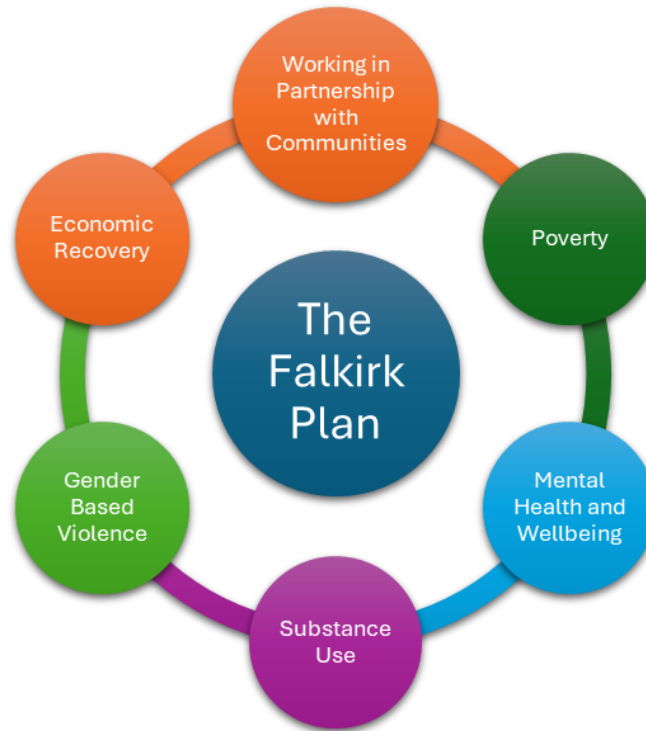 Working in
Partnership
with
Communities
Economic
Recovery
Poverty
The
Falkirk
Plan
Gender
Based
Violence
Mental
Health and
Wellbeing
Substance
Use